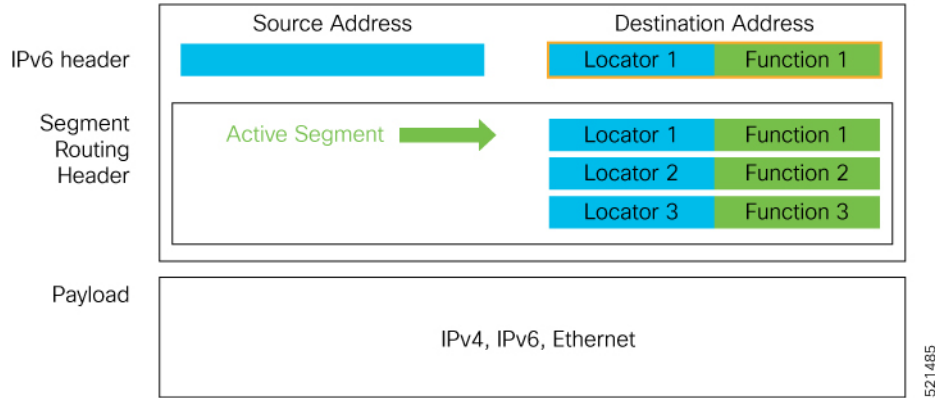 Source Address
Destination Address
IPv6 header
Locator 1 Function 1
Segment
Routing
Header
Active Segment
Locator 1 Function 1
Locator 2 Function 2
Locator 3 Function 3
Payload
IPv4, IPv6, Ethernet
521485